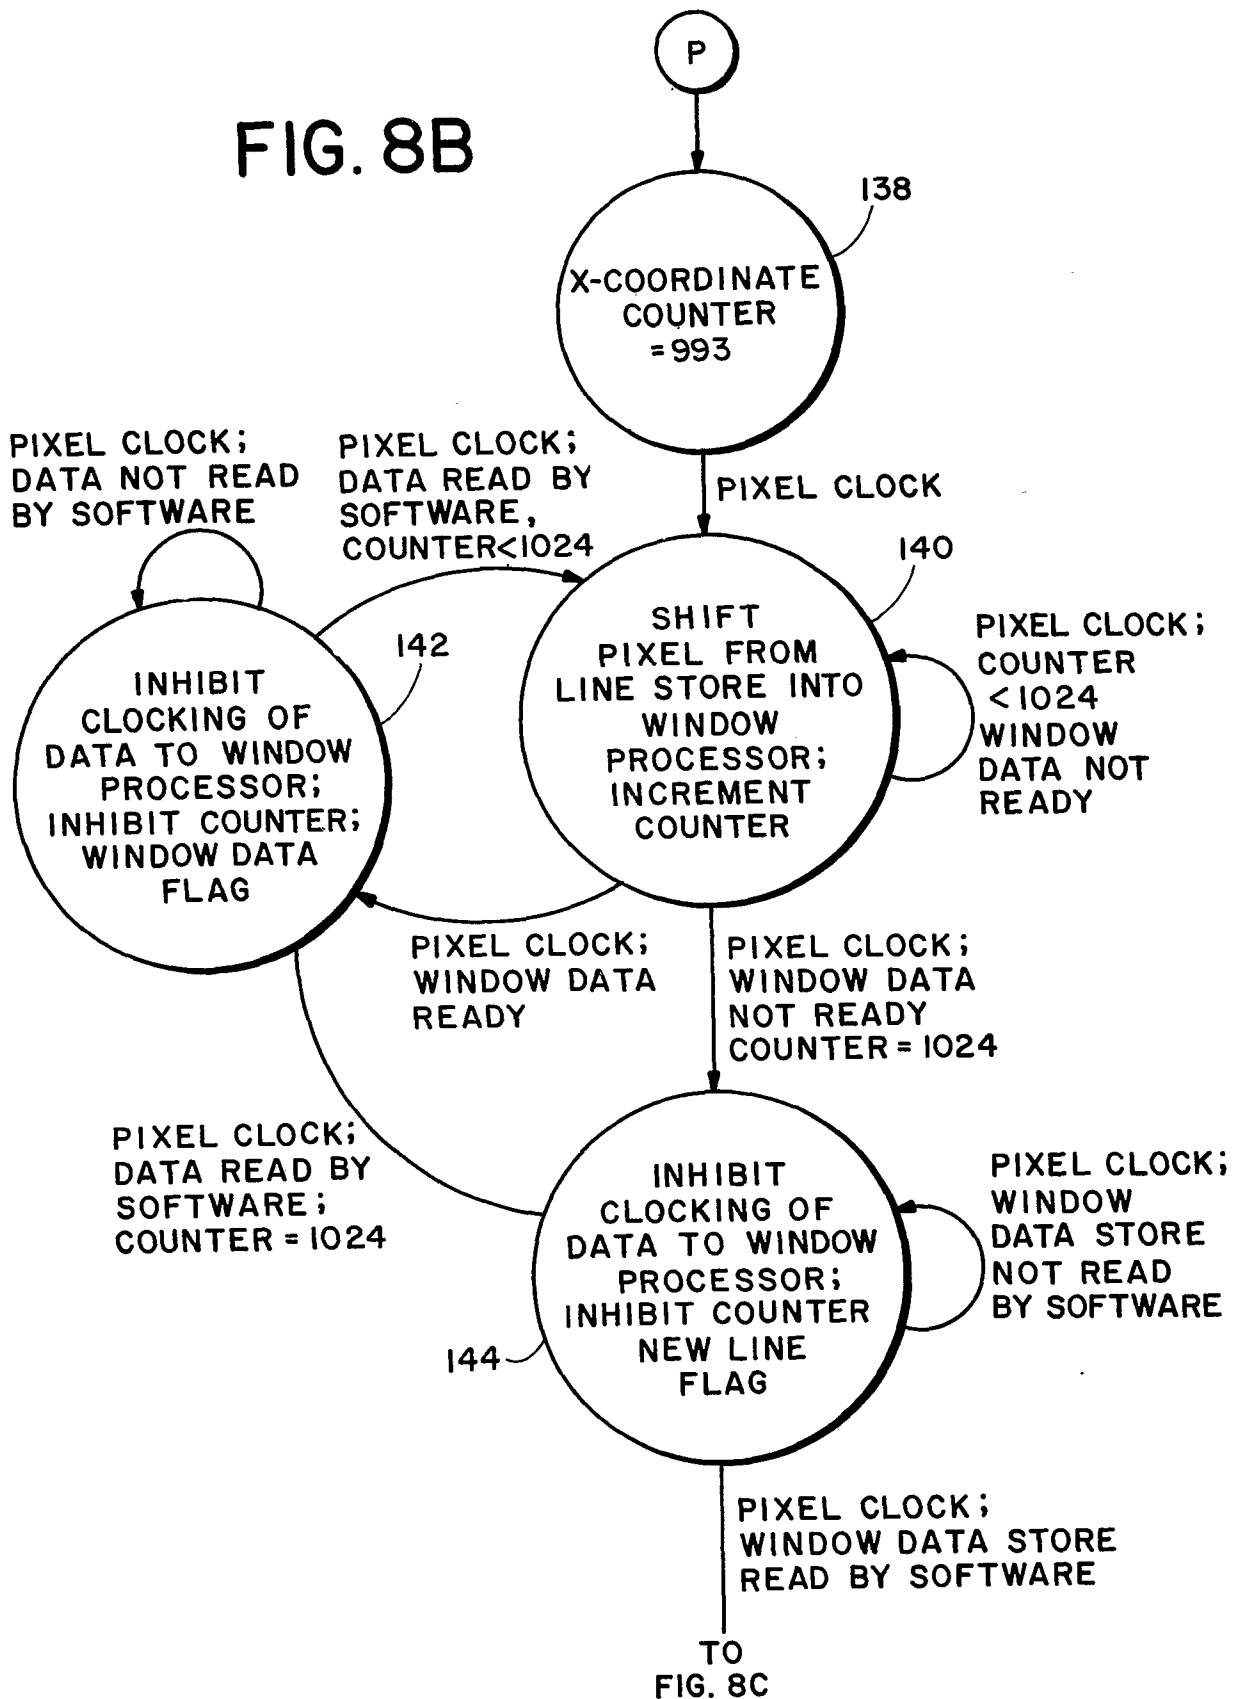 P
FIG. 8B
138
X-COORDINATE
COUNTER
=993
PIXEL CLOCK
PIXEL CLOCK;
DATA NOT READ
BY SOFTWARE
PIXEL CLOCK;
DATA READ BY
SOFTWARE,
COUNTER<1024
140
SHIFT
PIXEL FROM
LINE STORE INTO
WINDOW
PROCESSOR;
INCREMENT
COUNTER
PIXEL CLOCK;
COUNTER
<1024
WINDOW
DATA NOT
READY
142
INHIBIT
CLOCKING OF
DATA TO WINDOW
PROCESSOR;
INHIBIT COUNTER;
WINDOW DATA
FLAG
PIXEL CLOCK;
WINDOW DATA
READY
PIXEL CLOCK;
WINDOW DATA
NOT READY
COUNTER = 1024
PIXEL CLOCK;
DATA READ BY
SOFTWARE;
COUNTER = 1024
INHIBIT
CLOCKING OF
DATA TO WINDOW
PROCESSOR;
INHIBIT COUNTER
NEW LINE
FLAG
144
PIXEL CLOCK;
WINDOW
DATA STORE
NOT READ
BY SOFTWARE
PIXEL CLOCK;
WINDOW DATA STORE
READ BY SOFTWARE
TO
FIG. 8C